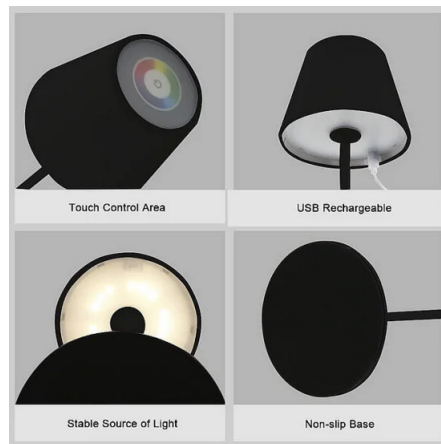 Touch Control Area
USB Rechargeable
Stable Source of Light
Non-slip Base